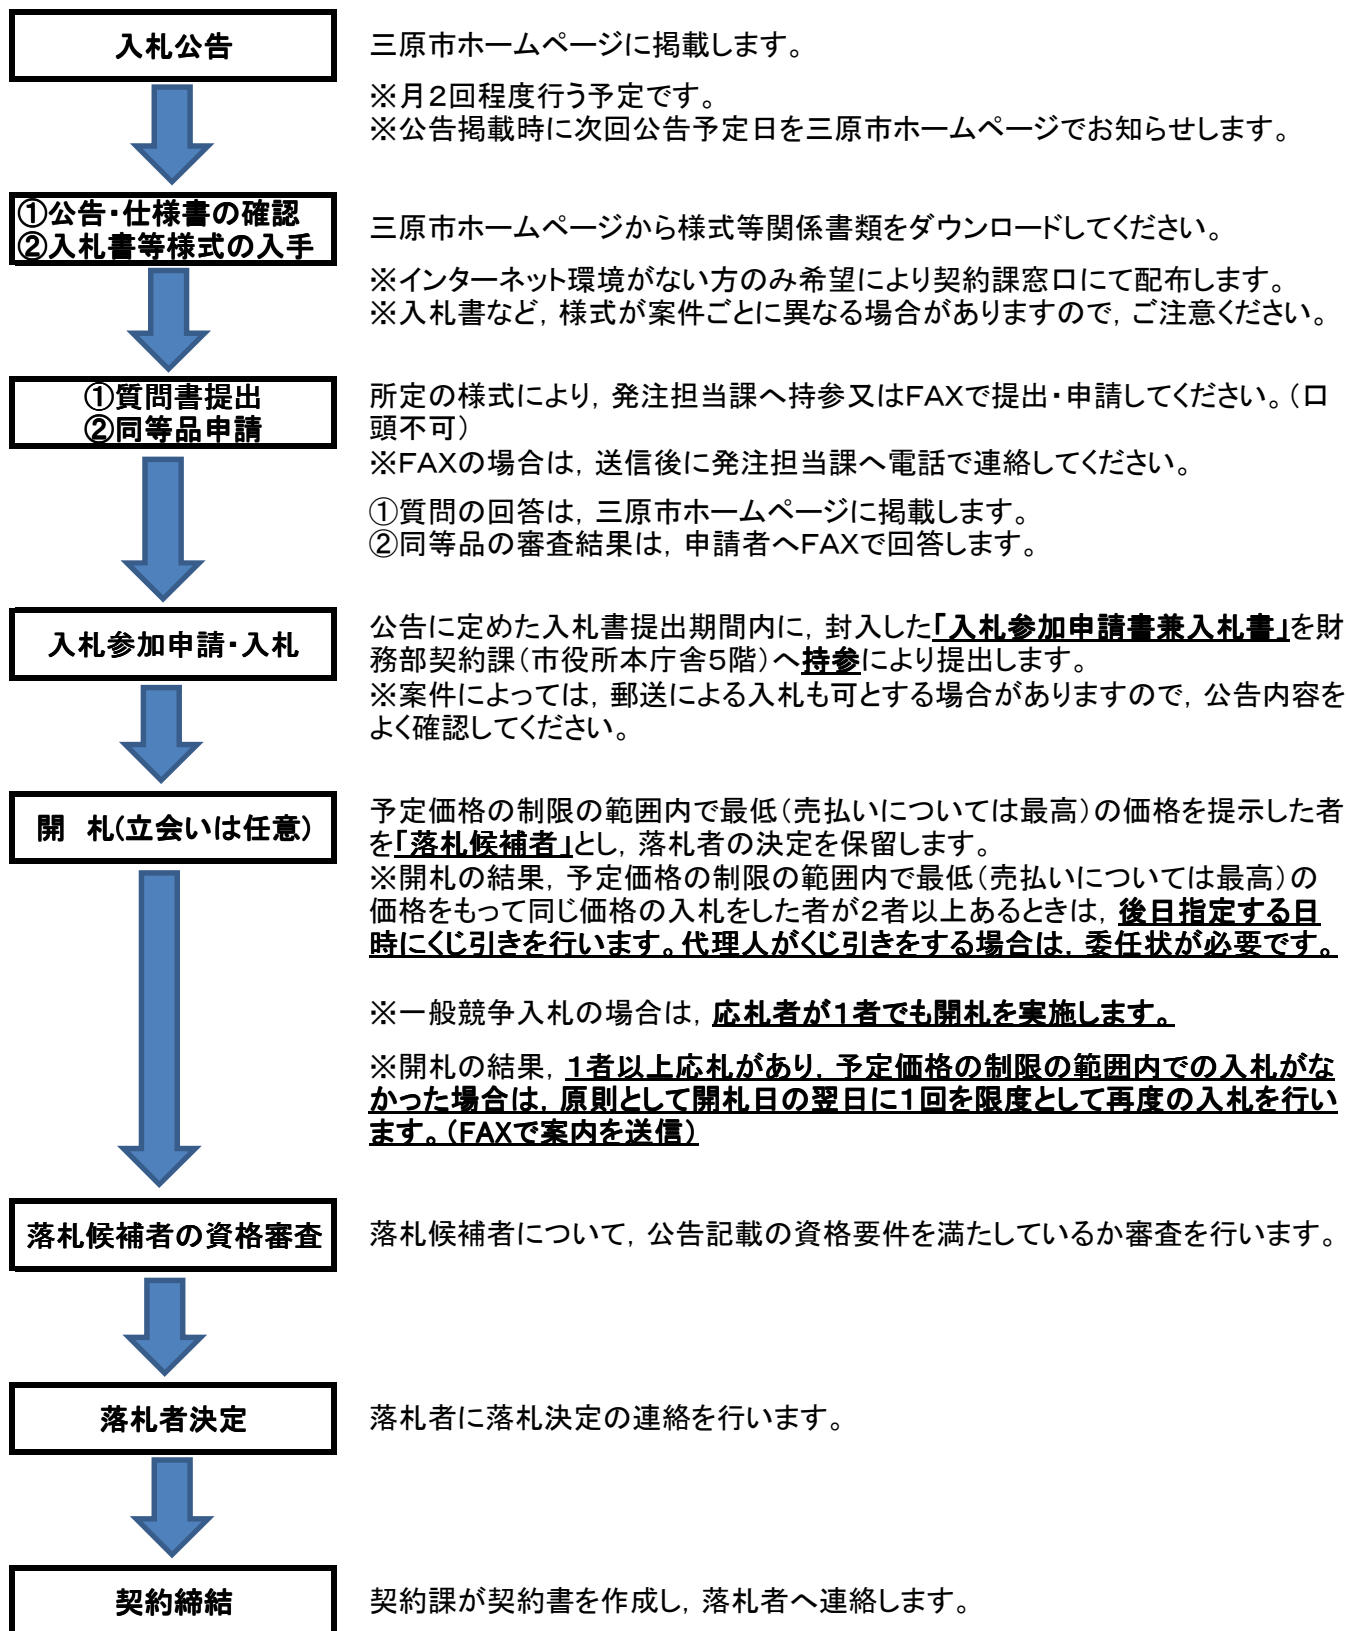 入札公告
三原市ホームページに掲載します。
※月２回程度行う予定です。
※公告掲載時に次回公告予定日を三原市ホームページでお知らせします。
①公告・仕様書の確認
②入札書等様式の入手
三原市ホームページから様式等関係書類をダウンロードしてください。
※インターネット環境がない方のみ希望により契約課窓口にて配布します。
※入札書など，様式が案件ごとに異なる場合がありますので，ご注意ください。
①質問書提出
②同等品申請
所定の様式により，発注担当課へ持参又はＦＡＸで提出・申請してください。（口
頭不可）
※ＦＡＸの場合は，送信後に発注担当課へ電話で連絡してください。
①質問の回答は，三原市ホームページに掲載します。
②同等品の審査結果は，申請者へＦＡＸで回答します。
入札参加申請・入札
公告に定めた入札書提出期間内に，封入した「入札参加申請書兼入札書」を財
務部契約課（市役所本庁舎５階）へ持参により提出します。
※案件によっては，郵送による入札も可とする場合がありますので，公告内容を
よく確認してください。
開　札(立会いは任意)
予定価格の制限の範囲内で最低（売払いについては最高）の価格を提示した者
を「落札候補者」とし，落札者の決定を保留します。
※開札の結果，予定価格の制限の範囲内で最低（売払いについては最高）の
価格をもって同じ価格の入札をした者が２者以上あるときは，後日指定する日
時にくじ引きを行います。代理人がくじ引きをする場合は，委任状が必要です。
※一般競争入札の場合は，応札者が１者でも開札を実施します。
※開札の結果，１者以上応札があり，予定価格の制限の範囲内での入札がな
かった場合は，原則として開札日の翌日に１回を限度として再度の入札を行い
ます。（FAXで案内を送信）
落札候補者の資格審査
落札候補者について，公告記載の資格要件を満たしているか審査を行います。
落札者決定
落札者に落札決定の連絡を行います。
契約締結
契約課が契約書を作成し，落札者へ連絡します。